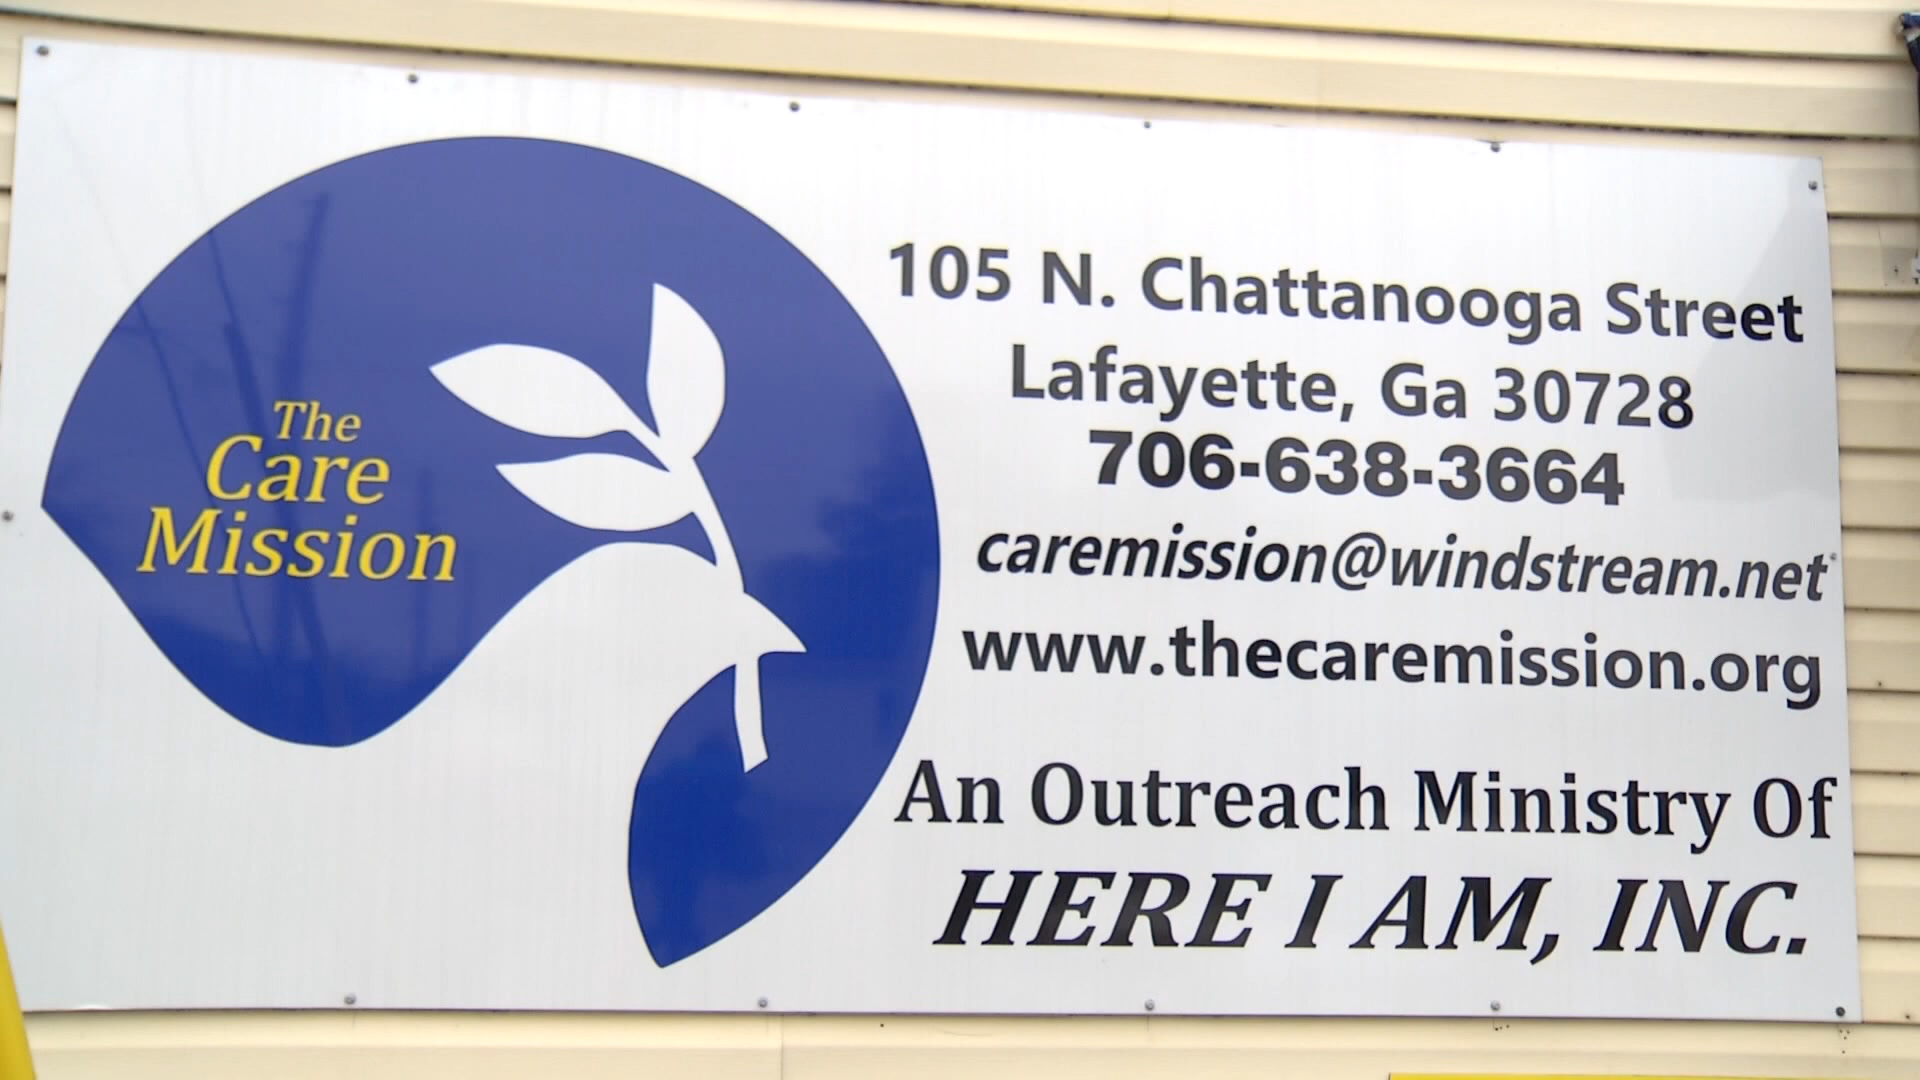 The
Care
Mission
105 N. Chattanooga Street
Lafayette, Ga 30728
706-638-3664
caremission@windstream.net
www.thecaremission.org
An Outreach Ministry Of
HERE I AM, INC.